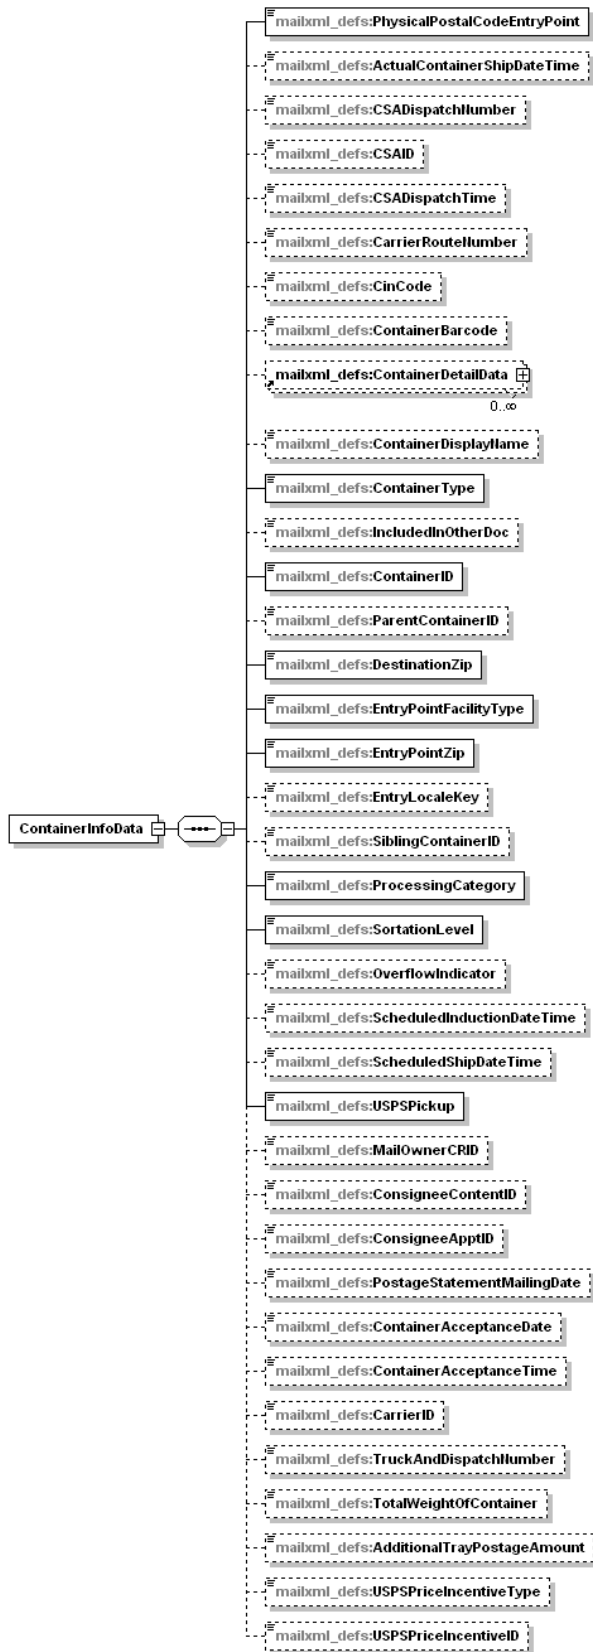 mailxml_defs:PhysicalPostalCodeEntryPoint
mailxml_defs:ActualContainerShipDateTime
mailxml_defs:CSADispatchNumber
mailxml_defs:CSAID
mailxml_defs:CSADispatchTime
mailxml_defs:CarrierRouteNumber
mailxml_defs:CinCode
mailxml_defs:ContainerBarcode
mailxml_defs:ContainerDetailData
0..∞
mailxml_defs:ContainerDisplayName
mailxml_defs:ContainerType
mailxml_defs:IncludedInOtherDoc
mailxml_defs:ContainerID
mailxml_defs:ParentContainerID
mailxml_defs:DestinationZip
mailxml_defs:EntryPointFacilityType
mailxml_defs:EntryPointZip
mailxml_defs:EntryLocaleKey
ContainerInfoData
mailxml_defs:SiblingContainerID
mailxml_defs:ProcessingCategory
mailxml_defs:SortationLevel
mailxml_defs:OverflowIndicator
mailxml_defs:ScheduledInductionDateTime
mailxml_defs:ScheduledShipDateTime
mailxml_defs:USPSPickup
mailxml_defs:MailOwnerCRID
mailxml_defs:ConsigneeContentID
mailxml_defs:ConsigneeApptID
mailxml_defs:PostageStatementMailingDate
mailxml_defs:ContainerAcceptanceDate
mailxml_defs:ContainerAcceptanceTime
mailxml_defs:CarrierID
mailxml_defs:TruckAndDispatchNumber
mailxml_defs:TotalWeightOfContainer
mailxml_defs:AdditionalTrayPostageAmount
mailxml_defs:USPSPriceIncentiveType
mailxml_defs:USPSPriceIncentiveID